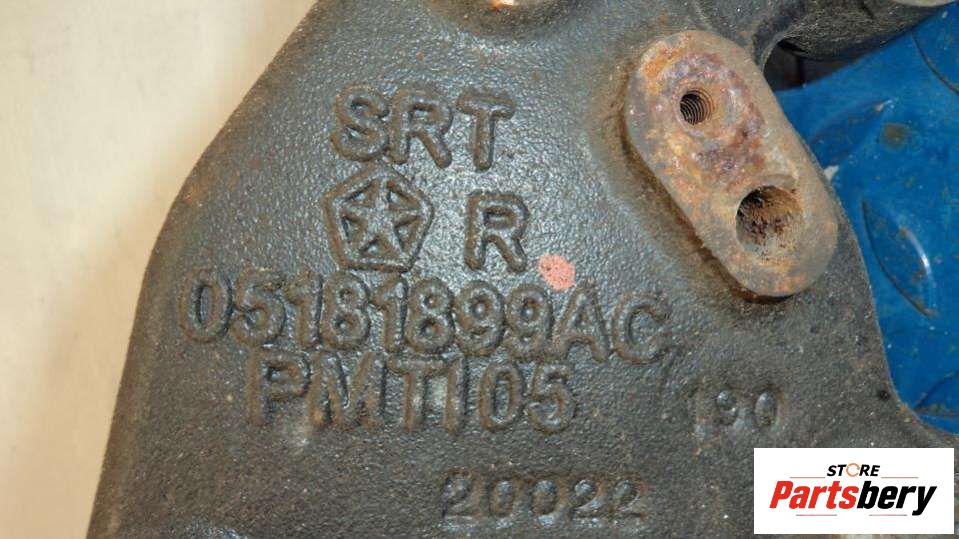 SRT
R
05181899AC
PMT105
190
20022
STORE
Partsbery